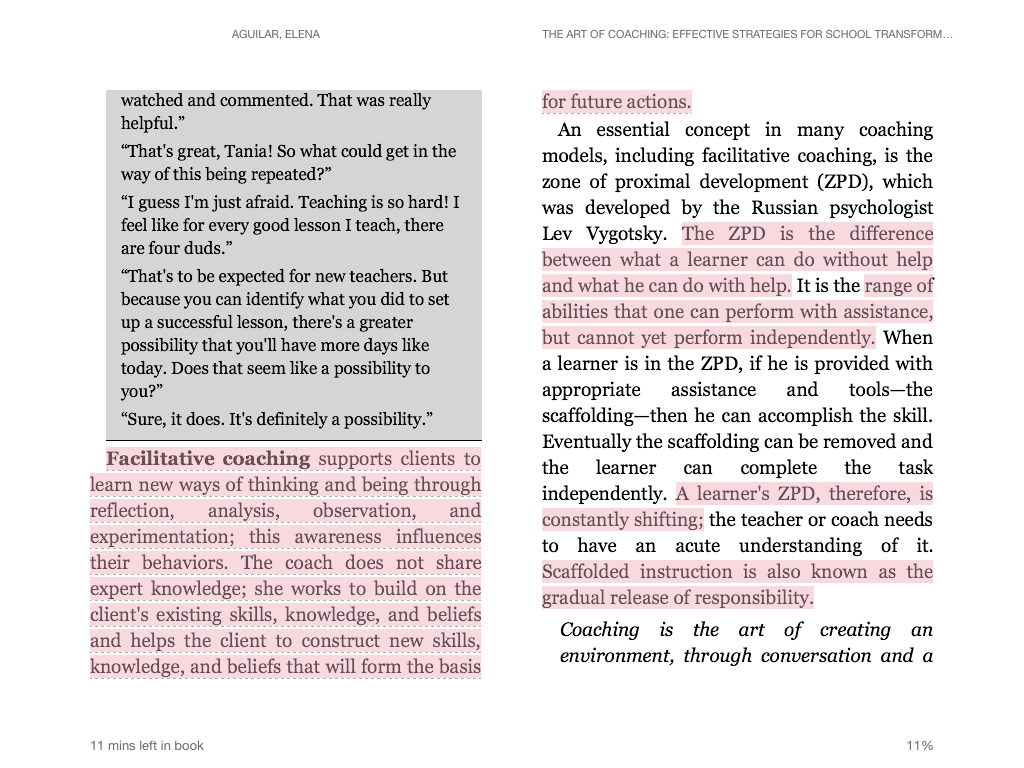 AGUILAR, ELENA
THE ART OF COACHING: EFFECTIVE STRATEGIES FOR SCHOOL TRANSFORM...
watched and commented. That was really
helpful.”
“That's great, Tania! So what could get in the
way of this being repeated?”
“I guess I'm just afraid. Teaching is so hard! I
feel like for every good lesson I teach, there
are four duds.”
“That's to be expected for new teachers. But
because you can identify what you did to set
up a successful lesson, there's a greater
possibility that you'll have more days like
today. Does that seem like a possibility to
you?”
“Sure, it does. It's definitely a possibility.”
Facilitative coaching supports clients to
learn new ways of thinking and being through
reflection, analysis, observation, and
experimentation; this awareness influences
their behaviors. The coach does not share
expert knowledge; she works to build on the
client's existing skills, knowledge, and beliefs
and helps the client to construct new skills,
knowledge, and beliefs that will form the basis
for future actions.
An essential concept in many coaching
models, including facilitative coaching, is the
zone of proximal development (ZPD), which
was developed by the Russian psychologist
Lev Vygotsky. The ZPD is the difference
between what a learner can do without help
and what he can do with help. It is the range of
abilities that one can perform with assistance,
but cannot yet perform independently. When
a learner is in the ZPD, if he is provided with
appropriate assistance and tools—the
scaffolding—then he can accomplish the skill.
Eventually the scaffolding can be removed and
the learner can complete the task
independently. A learner's ZPD, therefore, is
constantly shifting; the teacher or coach needs
to have an acute understanding of it.
Scaffolded instruction is also known as the
gradual release of responsibility.
Coaching is the art of creating an
environment, through conversation and a
11 mins left in book
11%